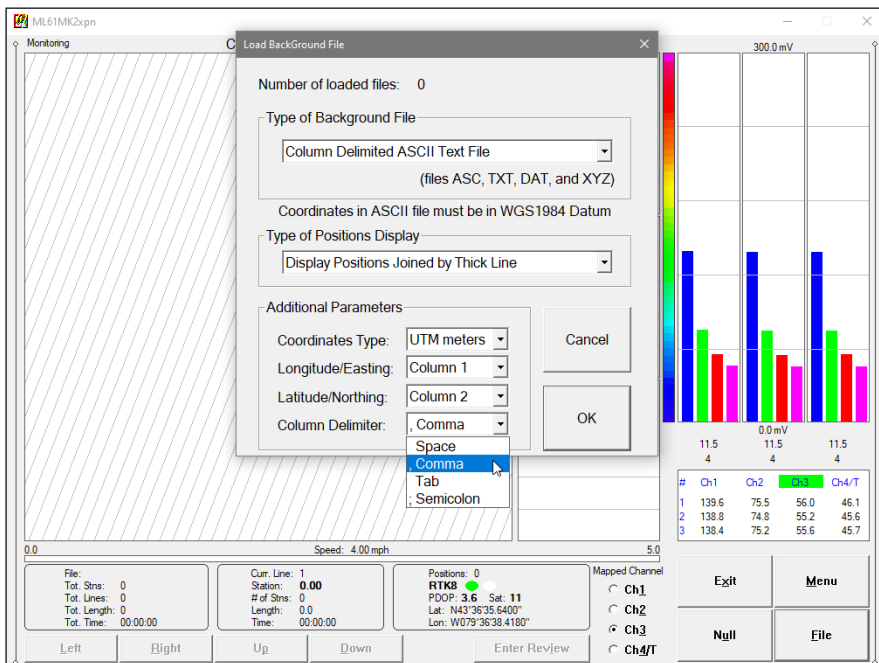 ML61MK2xpn
Monitoring
C
Load BackGround File
Number of loaded files: 0
Type of Background File
Column Delimited ASCII Text File
(files ASC, TXT, DAT, and XYZ)
Coordinates in ASCII file must be in WGS1984 Datum
Type of Positions Display
Display Positions Joined by Thick Line
Additional Parameters
Coordinates Type: UTM meters
Longitude/Easting: Column 1
Latitude/Northing: Column 2
Column Delimiter: , Comma
Space
, Comma
Tab
; Semicolon
Cancel
OK
300.0 mV
0.0 mV
11.5 11.5 11.5
4 4 4
# Ch1 Ch2 Ch3 Ch4/T
1 139.6 75.5 56.0 46.1
2 138.8 74.8 55.2 45.6
3 138.4 75.2 55.6 45.7
0.0 Speed: 4.00 mph 5.0
File:
Tot. Stns: 0
Tot. Lines: 0
Tot. Length: 0
Tot. Time: 00:00:00
Curr. Line: 1
Station: 0.00
# of Stns: 0
Length: 0.0
Time: 00:00:00
Positions: 0
RTK8
PDOP: 3.6 Sat: 11
Lat: N43°36'35.6400"
Lon: W079°36'38.4180"
Mapped Channel
Ch1
Ch2
Ch3
Ch4/T
Exit
Menu
Null
File
Left
Right
Up
Down
Enter Review